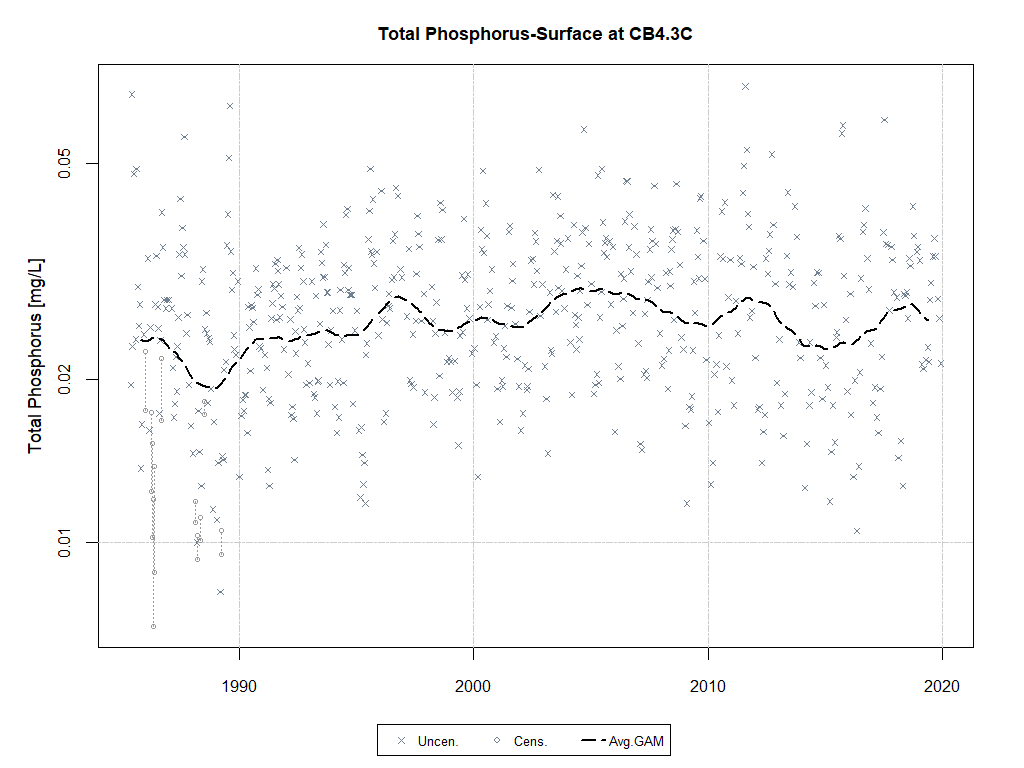 Total Phosphorus-Surface at CB4.3C
Total Phosphorus [mg/L]
0.05
0.02
0.01
1990 2000 2010 2020
Uncen. Cens. Avg.GAM